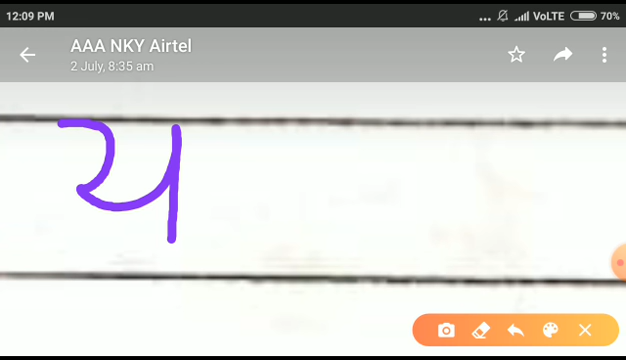 12:09 PM ... VoLTE 70%
AAA NKY Airtel
2 July, 8:35 am
य